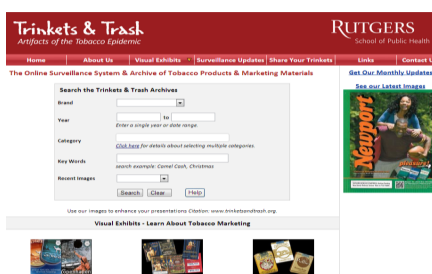 Trinkets & Trash
Artifacts of the Tobacco Epidemic
RUTGERS
School of Public Health
Home
About Us
Visual Exhibits
Surveillance Updates
Share Your Trinkets
Links
Contact U
The Online Surveillance System & Archive of Tobacco Products & Marketing Materials
Get Our Monthly Updates
See our Latest Images
Search the Trinkets & Trash Archives
Brand
Year
to
Enter a single year or date range.
Category
Click here for details about selecting multiple categories.
Key Words
search example: Camel Cash, Christmas
Recent Images
Search
Clear
Help
Newport
Use our images to enhance your presentations Citation: www.trinketsandtrash.org.
Visual Exhibits - Learn About Tobacco Marketing